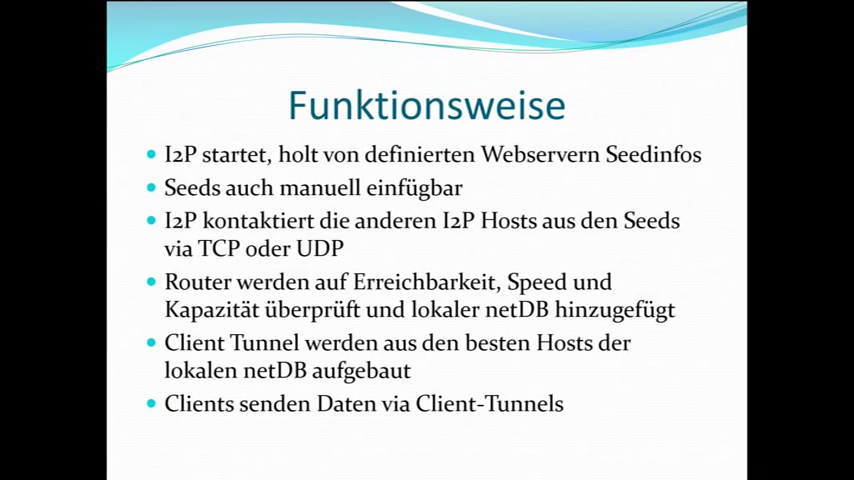 Funktionsweise
I2P startet, holt von definierten Webservern Seedinfos
Seeds auch manuell einfügbar
I2P kontaktiert die anderen I2P Hosts aus den Seeds
via TCP oder UDP
Router werden auf Erreichbarkeit, Speed und
Kapazität überprüft und lokaler netDB hinzugefügt
Client Tunnel werden aus den besten Hosts der
lokalen netDB aufgebaut
Clients senden Daten via Client-Tunnels